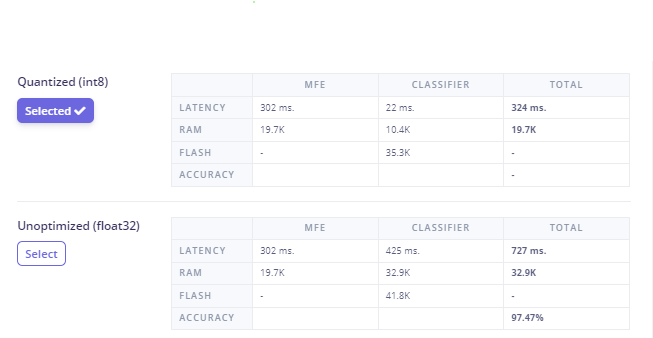 Quantized (int8)
Selected
MFE CLASSIFIER TOTAL
LATENCY 302 ms. 22 ms. 324 ms.
RAM 19.7K 10.4K 19.7K
FLASH - 35.3K -
ACCURACY -
Unoptimized (float32)
Select
MFE CLASSIFIER TOTAL
LATENCY 302 ms. 425 ms. 727 ms.
RAM 19.7K 32.9K 32.9K
FLASH - 41.8K -
ACCURACY 97.47%